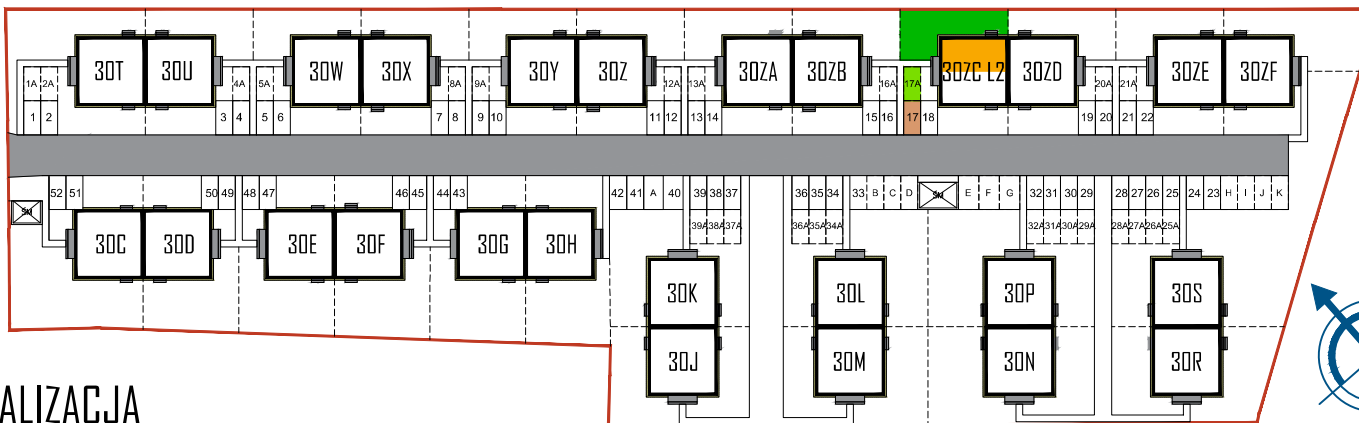 30T 30U 30W 30X 30Y 30Z 30ZA 30ZB 30ZC L2 30ZD 30ZE 30ZF
1A 2A 4A 5A 8A 9A 12A 13A 16A 17A 20A 21A
1 2 3 4 5 6 7 8 9 10 11 12 13 14 15 16 17 18 19 20 21 22
52 51 50 49 48 47 46 45 44 43 42 41 A 40 39 38 37 36 35 34 33 B C D E F G 32 31 30 29 28 27 26 25 24 23 H I J K
39A 38A 37A 36A 35A 34A 32A 31A 30A 29A 28A 27A 26A 25A
30C 30D 30E 30F 30G 30H
30K 30L 30P 30S
30J 30M 30N 30R
ALIZACJA